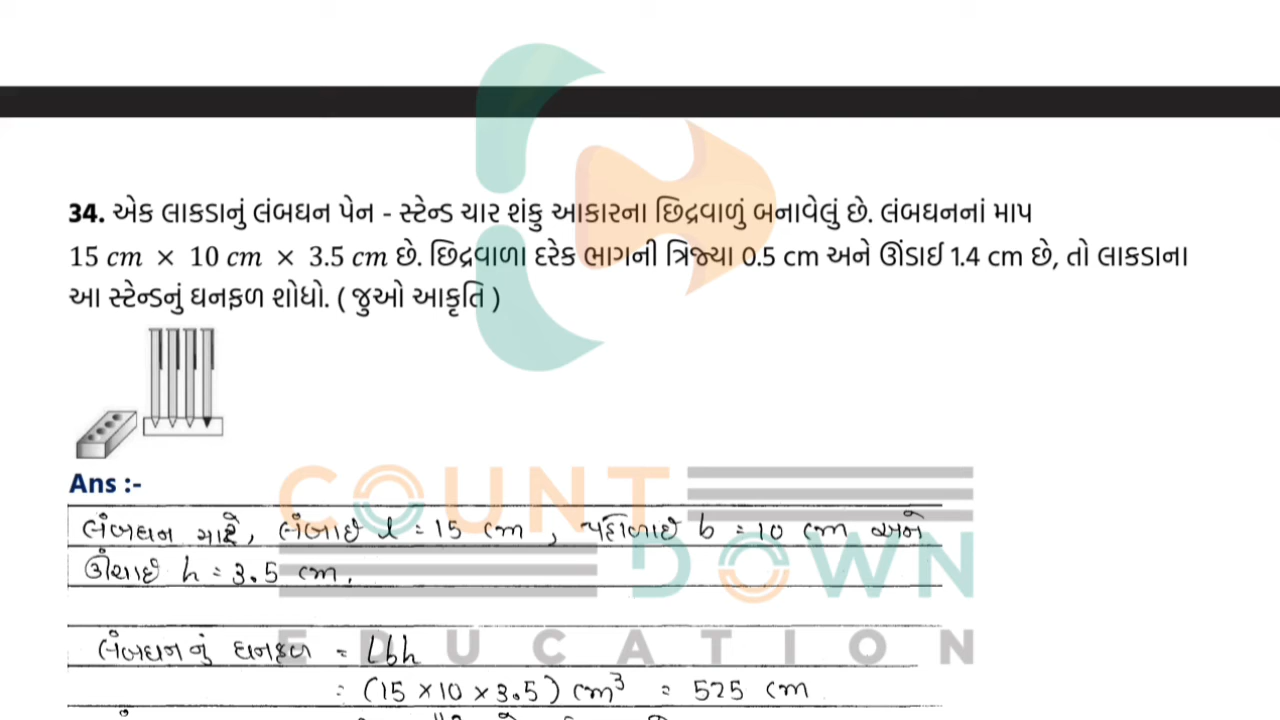 34. એક લાકડાનું લંબઘન પેન - સ્ટેન્ડ ચાર શંકુ આકારના છિદ્રવાળું બનાવેલું છે. લંબઘનનાં માપ
15 cm × 10 cm × 3.5 cm છે. છિદ્રવાળા દરેક ભાગની ત્રિજ્યા 0.5 cm અને ઊંડાઈ 1.4 cm છે, તો લાકડાના
આ સ્ટેન્ડનું ઘનફળ શોધો. ( જુઓ આકૃતિ )
Ans :-
COUNT
DOWN
EDUCATION
લંબઘન માટે, લંબાઈ l = 15 cm , પહોળાઈ b = 10 cm અને
ઊંચાઈ h = 3.5 cm.
લંબઘનનું ઘનફળ = lbh
= (15 × 10 × 3.5) cm³ = 525 cm